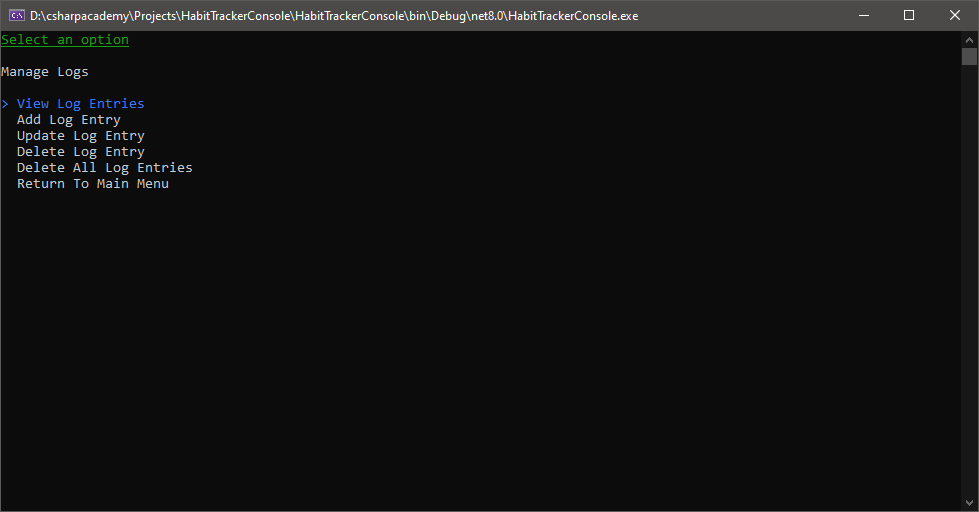 D:\csharpacademy\Projects\HabitTrackerConsole\HabitTrackerConsole\bin\Debug\net8.0\HabitTrackerConsole.exe
Select an option
Manage Logs
> View Log Entries
Add Log Entry
Update Log Entry
Delete Log Entry
Delete All Log Entries
Return To Main Menu